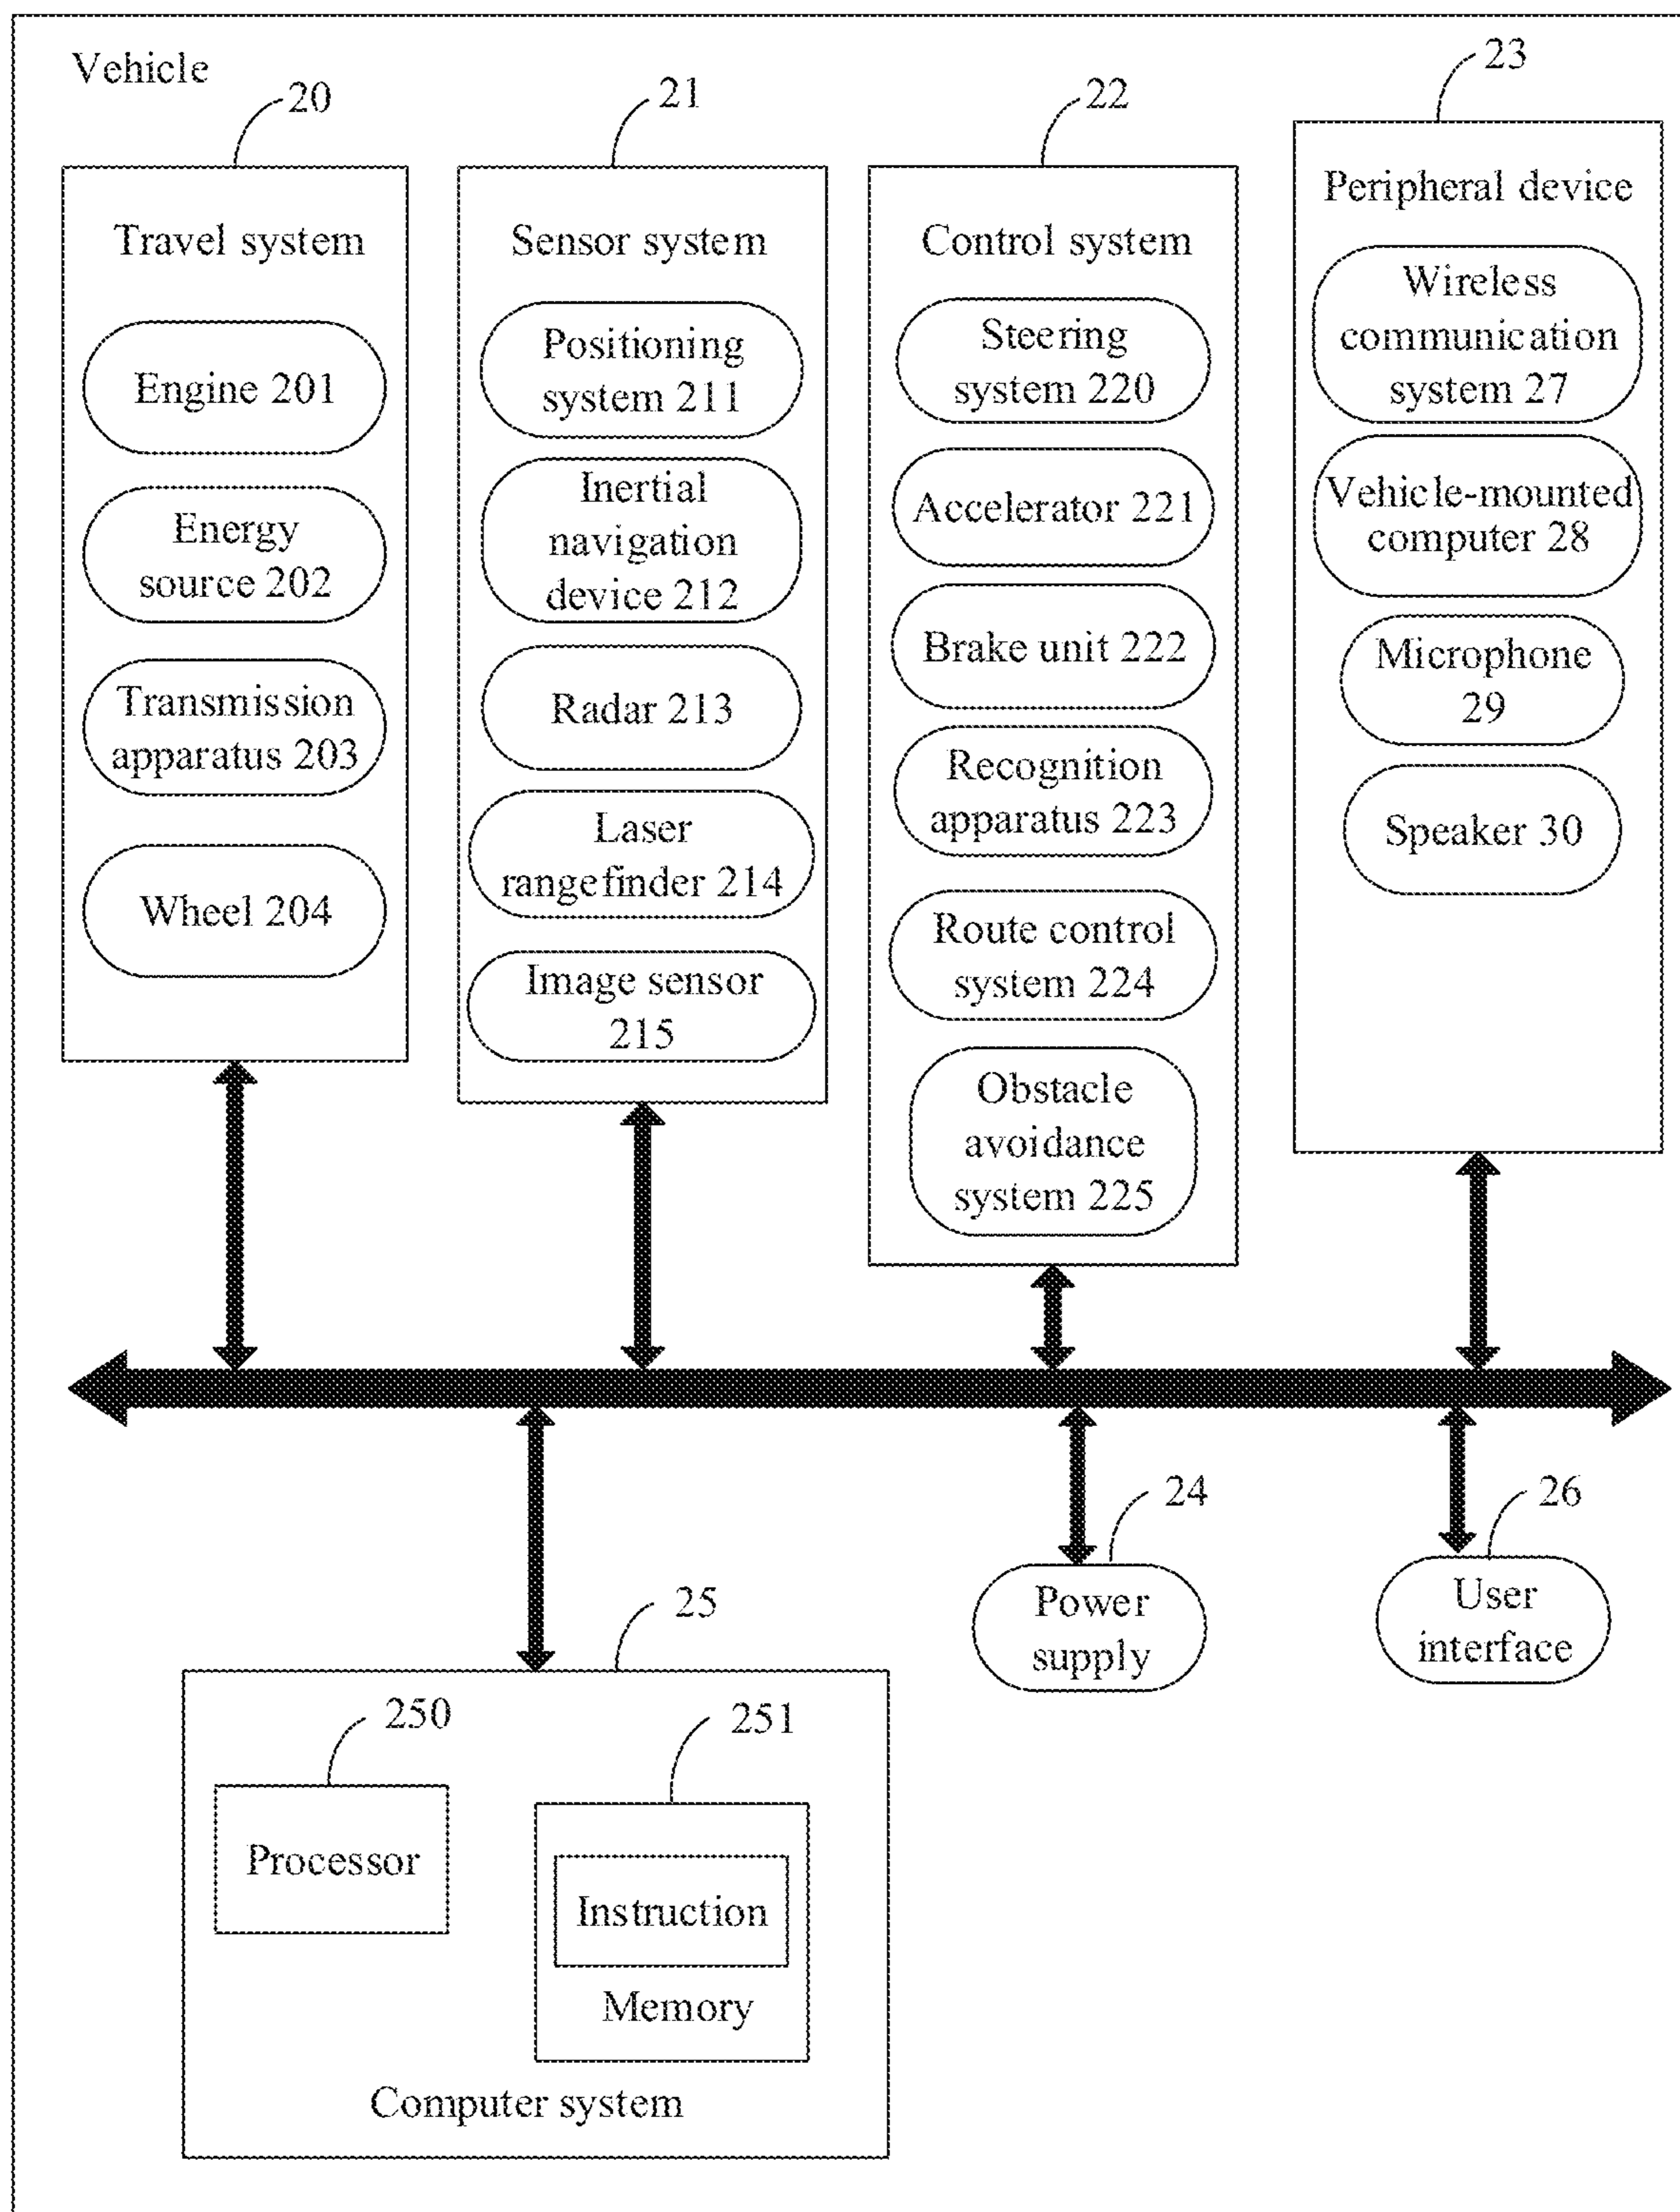 Vehicle
20
21
22
23
Travel system
Engine 201
Energy
source 202
Transmission
apparatus 203
Wheel 204
Sensor system
Positioning
system 211
Inertial
navigation
device 212
Radar 213
Laser
rangefinder 214
Image sensor
215
Control system
Steering
system 220
Accelerator 221
Brake unit 222
Recognition
apparatus 223
Route control
system 224
Obstacle
avoidance
system 225
Peripheral device
Wireless
communication
system 27
Vehicle-mounted
computer 28
Microphone
29
Speaker 30
24
Power
supply
26
User
interface
25
250
Processor
251
Instruction
Memory
Computer system